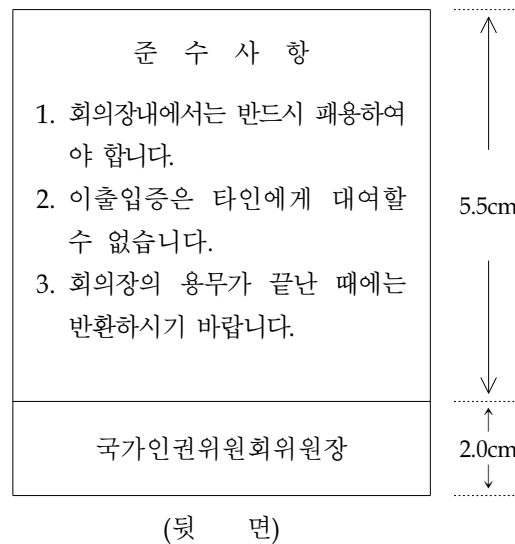 준 수 사 항
1. 회의장내에서는 반드시 패용하여
야 합니다.
2. 이출입증은 타인에게 대여할
수 없습니다.
3. 회의장의 용무가 끝난 때에는
반환하시기 바랍니다.
5.5cm
국가인권위원회위원장
2.0cm
(뒷 면)